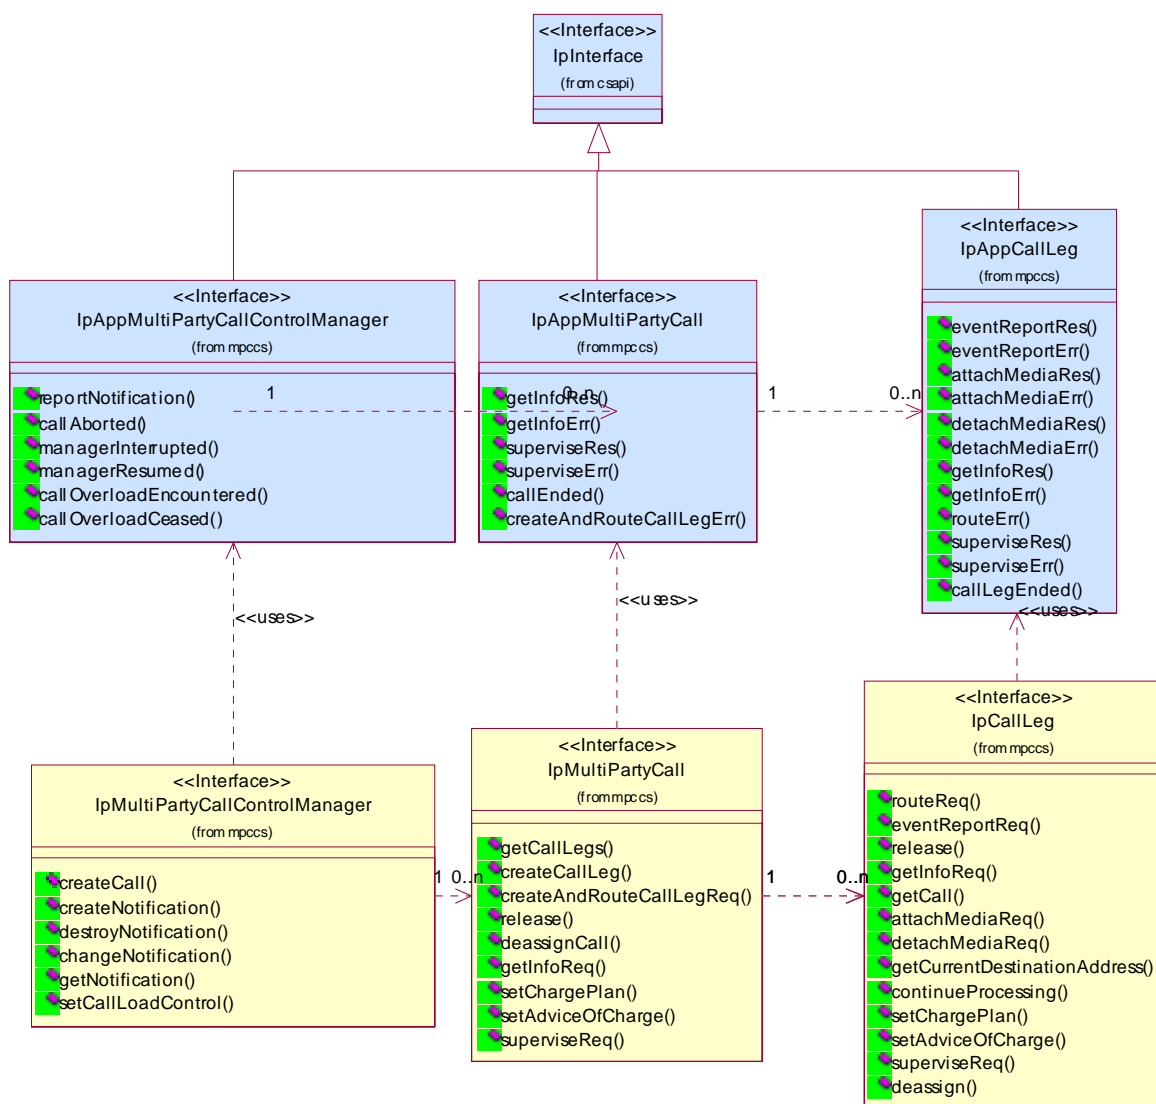 <<Interface>>
IpInterface
(from csapi)
<<Interface>>
IpAppCallLeg
(from mpccs)
eventReportRes()
eventReportErr()
attachMediaRes()
attachMediaErr()
detachMediaRes()
detachMediaErr()
getInfoRes()
getInfoErr()
routeErr()
superviseRes()
superviseErr()
callLegEnded()
<<Interface>>
IpAppMultiPartyCallControlManager
(from mpccs)
reportNotification()
callAborted()
managerInterrupted()
managerResumed()
callOverloadEncountered()
callOverloadCeased()
1
0..n
<<Interface>>
IpAppMultiPartyCall
(from mpccs)
getInfoRes()
getInfoErr()
superviseRes()
superviseErr()
callEnded()
createAndRouteCallLegErr()
1
0..n
<<uses>>
<<uses>>
<<uses>>
<<Interface>>
IpMultiPartyCallControlManager
(from mpccs)
createCall()
createNotification()
destroyNotification()
changeNotification()
getNotification()
setCallLoadControl()
1
0..n
<<Interface>>
IpMultiPartyCall
(from mpccs)
getCallLegs()
createCallLeg()
createAndRouteCallLegReq()
release()
deassignCall()
getInfoReq()
setChargePlan()
setAdviceOfCharge()
superviseReq()
1
0..n
<<Interface>>
IpCallLeg
(from mpccs)
routeReq()
eventReportReq()
release()
getInfoReq()
getCall()
attachMediaReq()
detachMediaReq()
getCurrentDestinationAddress()
continueProcessing()
setChargePlan()
setAdviceOfCharge()
superviseReq()
deassign()